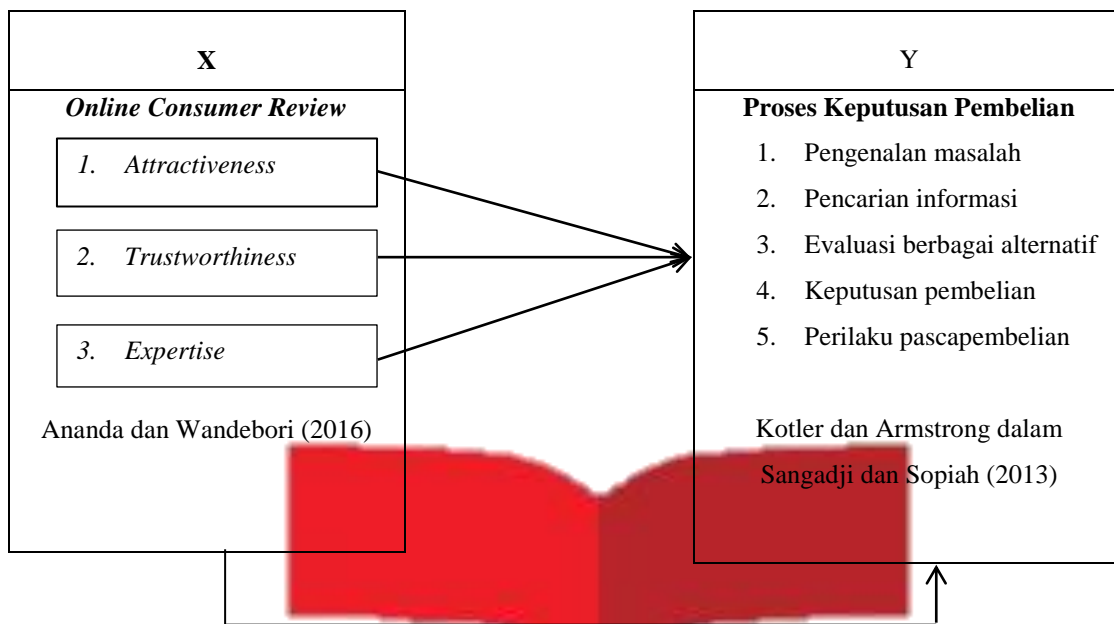 X
Online Consumer Review
1. Attractiveness
2. Trustworthiness
3. Expertise
Ananda dan Wandebori (2016)
Y
Proses Keputusan Pembelian
1. Pengenalan masalah
2. Pencarian informasi
3. Evaluasi berbagai alternatif
4. Keputusan pembelian
5. Perilaku pascapembelian
Kotler dan Armstrong dalam
Sangadji dan Sopiah (2013)